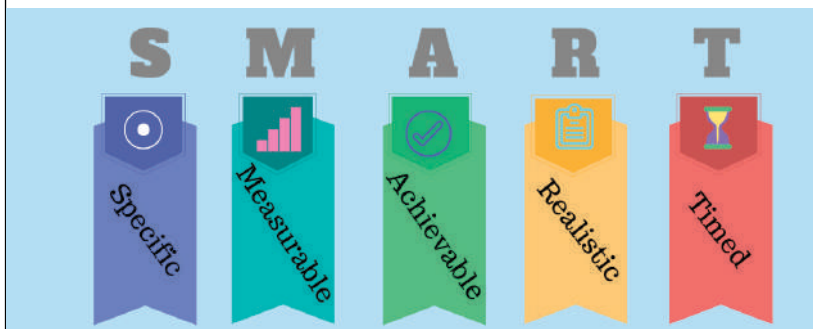 S M A R T
Specific
Measurable
Achievable
Realistic
Timed